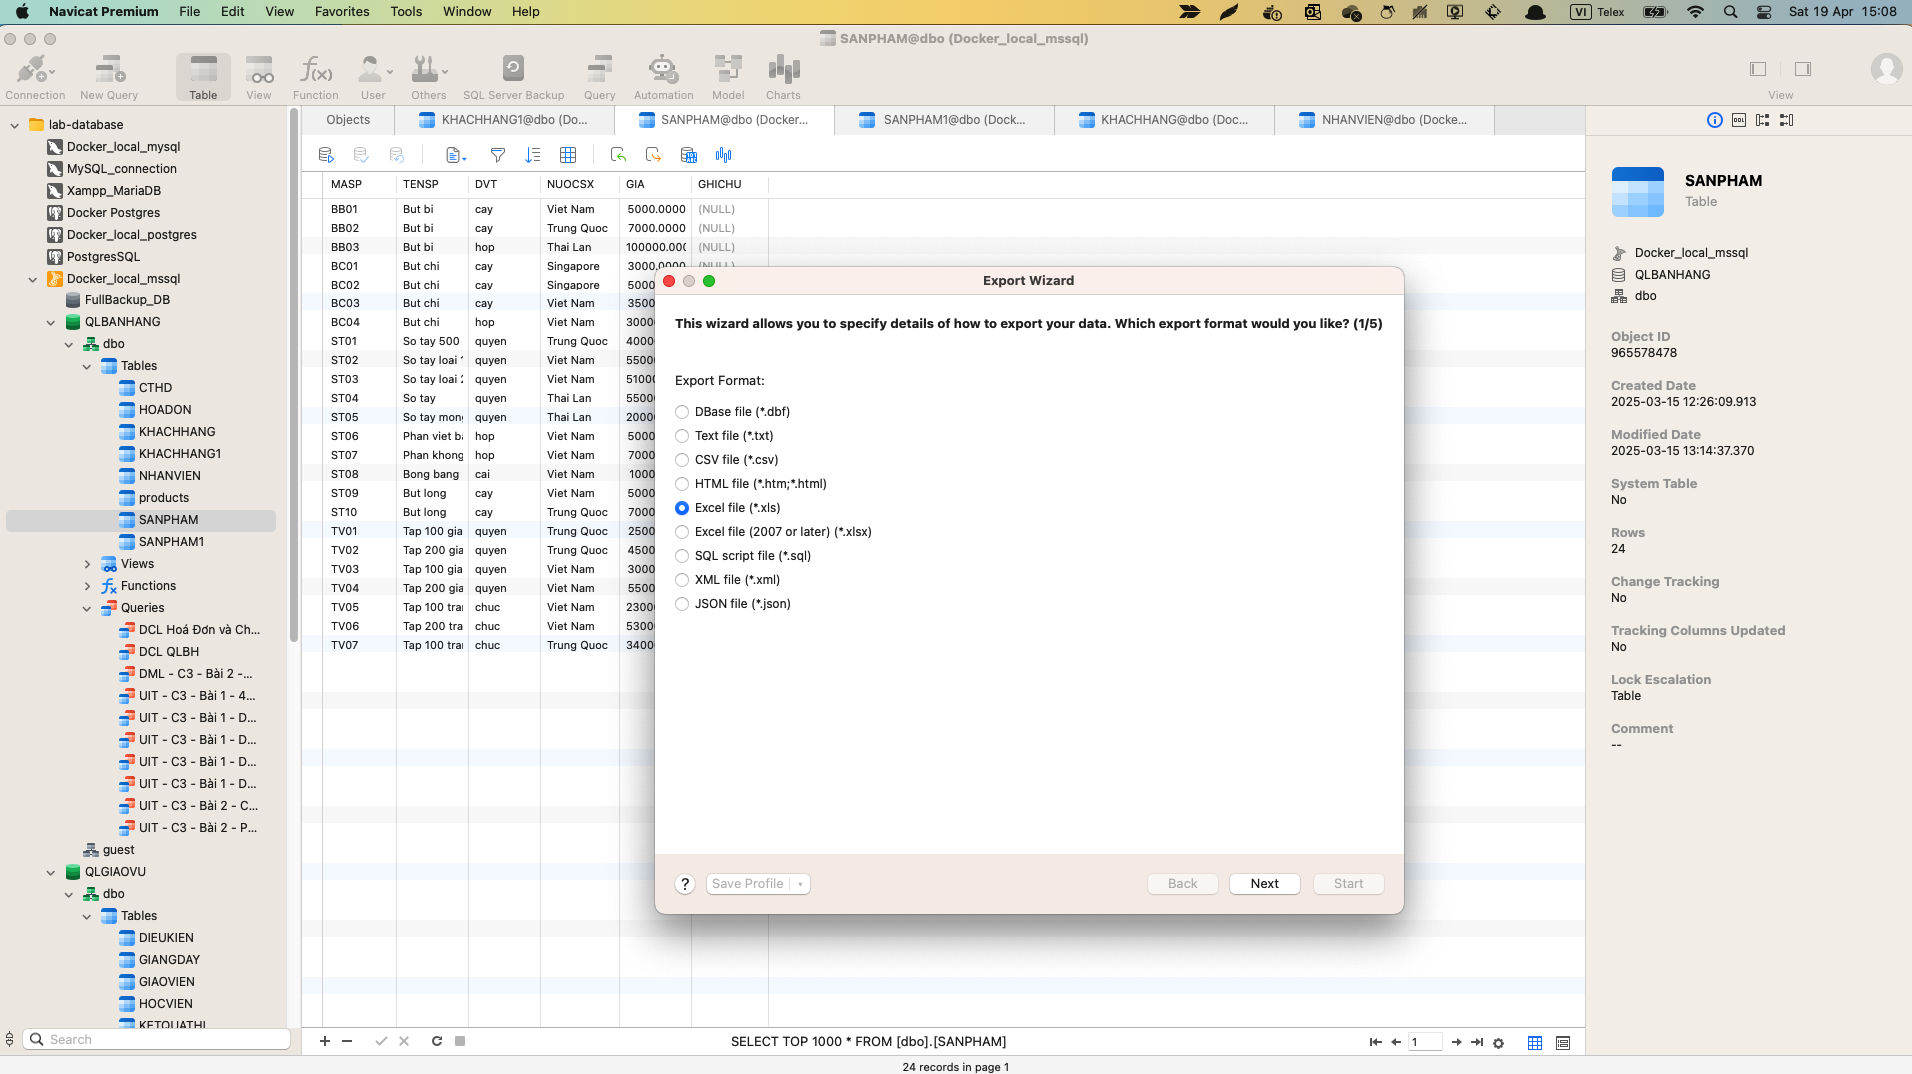 Navicat Premium File Edit View Favorites Tools Window Help VI Telex Sat 19 Apr 15:08
SANPHAM@dbo (Docker_local_mssql)
Connection New Query Table View Function User Others SQL Server Backup Query Automation Model Charts View
lab-database
Docker_local_mysql
MySQL_connection
Xampp_MariaDB
Docker Postgres
Docker_local_postgres
PostgresSQL
Docker_local_mssql
FullBackup_DB
QLBANHANG
dbo
Tables
CTHD
HOADON
KHACHHANG
KHACHHANG1
NHANVIEN
products
SANPHAM
SANPHAM1
Views
Functions
Queries
DCL Hoá Đơn và Ch...
DCL QLBH
DML - C3 - Bài 2 -...
UIT - C3 - Bài 1 - 4...
UIT - C3 - Bài 1 - D...
UIT - C3 - Bài 1 - D...
UIT - C3 - Bài 1 - D...
UIT - C3 - Bài 1 - D...
UIT - C3 - Bài 2 - C...
UIT - C3 - Bài 2 - P...
guest
QLGIAOVU
dbo
Tables
DIEUKIEN
GIANGDAY
GIAOVIEN
HOCVIEN
KETQUATHI
Search
Objects KHACHHANG1@dbo (Do... SANPHAM@dbo (Docker... SANPHAM1@dbo (Dock... KHACHHANG@dbo (Doc... NHANVIEN@dbo (Docke...
MASP TENSP DVT NUOCSX GIA GHICHU
BB01 But bi cay Viet Nam 5000.0000 (NULL)
BB02 But bi cay Trung Quoc 7000.0000 (NULL)
BB03 But bi hop Thai Lan 100000.000 (NULL)
BC01 But chi cay Singapore 3000.0000 (NULL)
BC02 But chi cay Singapore 5000
BC03 But chi cay Viet Nam 3500
BC04 But chi hop Viet Nam 3000
ST01 So tay 500 quyen Trung Quoc 4000
ST02 So tay loai 1 quyen Viet Nam 5500
ST03 So tay loai 2 quyen Viet Nam 5100
ST04 So tay quyen Thai Lan 5500
ST05 So tay mong quyen Thai Lan 2000
ST06 Phan viet ba hop Viet Nam 5000
ST07 Phan khong hop Viet Nam 7000
ST08 Bong bang cai Viet Nam 1000
ST09 But long cay Viet Nam 5000
ST10 But long cay Trung Quoc 7000
TV01 Tap 100 gia quyen Trung Quoc 2500
TV02 Tap 200 gia quyen Trung Quoc 4500
TV03 Tap 100 gia quyen Viet Nam 3000
TV04 Tap 200 gia quyen Viet Nam 5500
TV05 Tap 100 tran chuc Viet Nam 2300
TV06 Tap 200 tra chuc Viet Nam 5300
TV07 Tap 100 tran chuc Trung Quoc 3400
Export Wizard
This wizard allows you to specify details of how to export your data. Which export format would you like? (1/5)
Export Format:
DBase file (*.dbf)
Text file (*.txt)
CSV file (*.csv)
HTML file (*.htm;*.html)
Excel file (*.xls)
Excel file (2007 or later) (*.xlsx)
SQL script file (*.sql)
XML file (*.xml)
JSON file (*.json)
? Save Profile Back Next Start
SELECT TOP 1000 * FROM [dbo].[SANPHAM] 1
24 records in page 1
DDL
SANPHAM
Table
Docker_local_mssql
QLBANHANG
dbo
Object ID
965578478
Created Date
2025-03-15 12:26:09.913
Modified Date
2025-03-15 13:14:37.370
System Table
No
Rows
24
Change Tracking
No
Tracking Columns Updated
No
Lock Escalation
Table
Comment
--